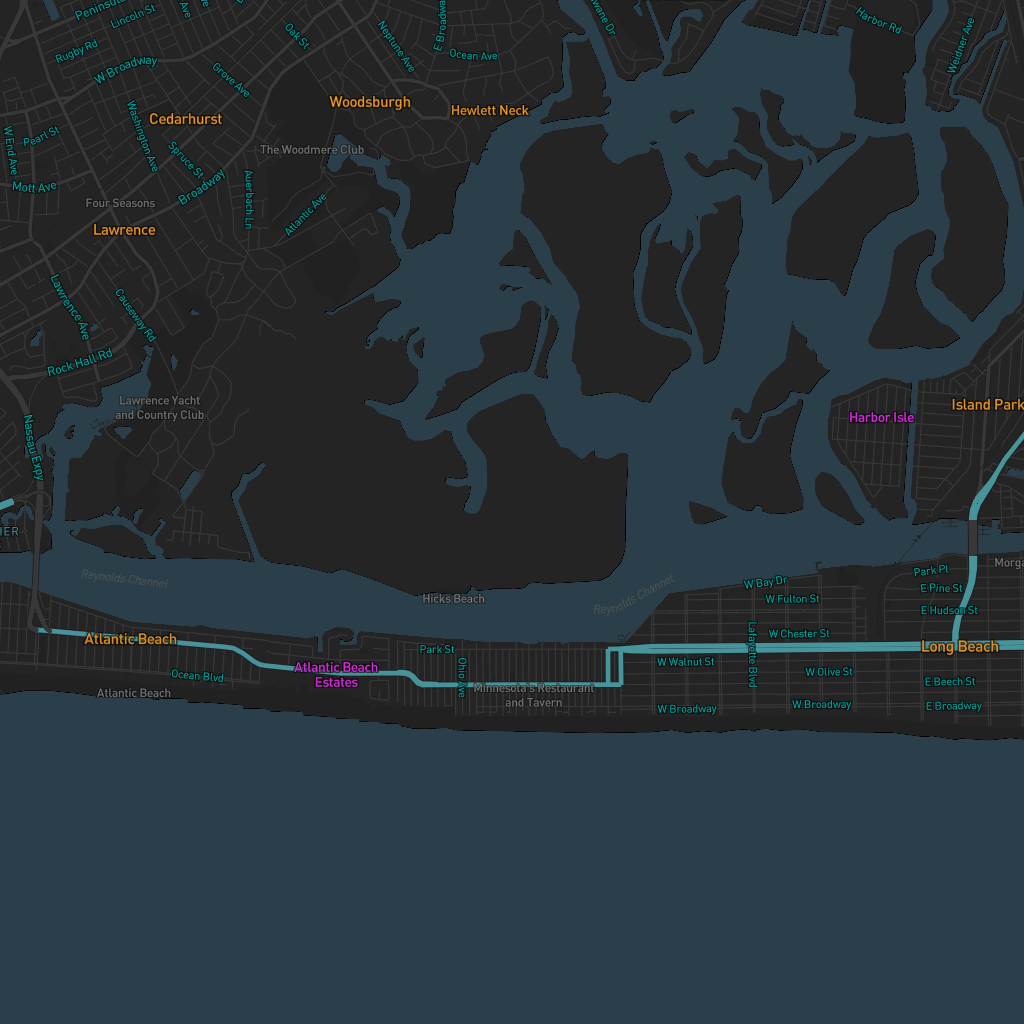 Peninsula
Lincoln St
Ave
Oak St
Neptune Ave
E Broa
Ocean Ave
Harbor Rd
Weidner Ave
Rugby Rd
W Broadway
Grove Ave
Woodsburgh
Hewlett Neck
Cedarhurst
W End Ave
Pearl St
Washington Ave
Spruce St
The Woodmere Club
Mott Ave
Broadway
Auerbach Ln
Atlantic Ave
Four Seasons
Lawrence
Lawrence Ave
Causeway Rd
Rock Hall Rd
Lawrence Yacht
and Country Club
Nassau Expy
Harbor Isle
Island Park
HER
Reynolds Channel
Hicks Beach
Reynolds Channel
W Bay Dr
Park Pl
Morga
E Pine St
W Fulton St
E Hudson St
Atlantic Beach
Park St
Lafayette Blvd
W Chester St
Long Beach
Atlantic Beach
Estates
Ocean Blvd
Ohio Ave
W Walnut St
W Olive St
E Beech St
Atlantic Beach
Minnesota's Restaurant
and Tavern
W Broadway
W Broadway
E Broadway